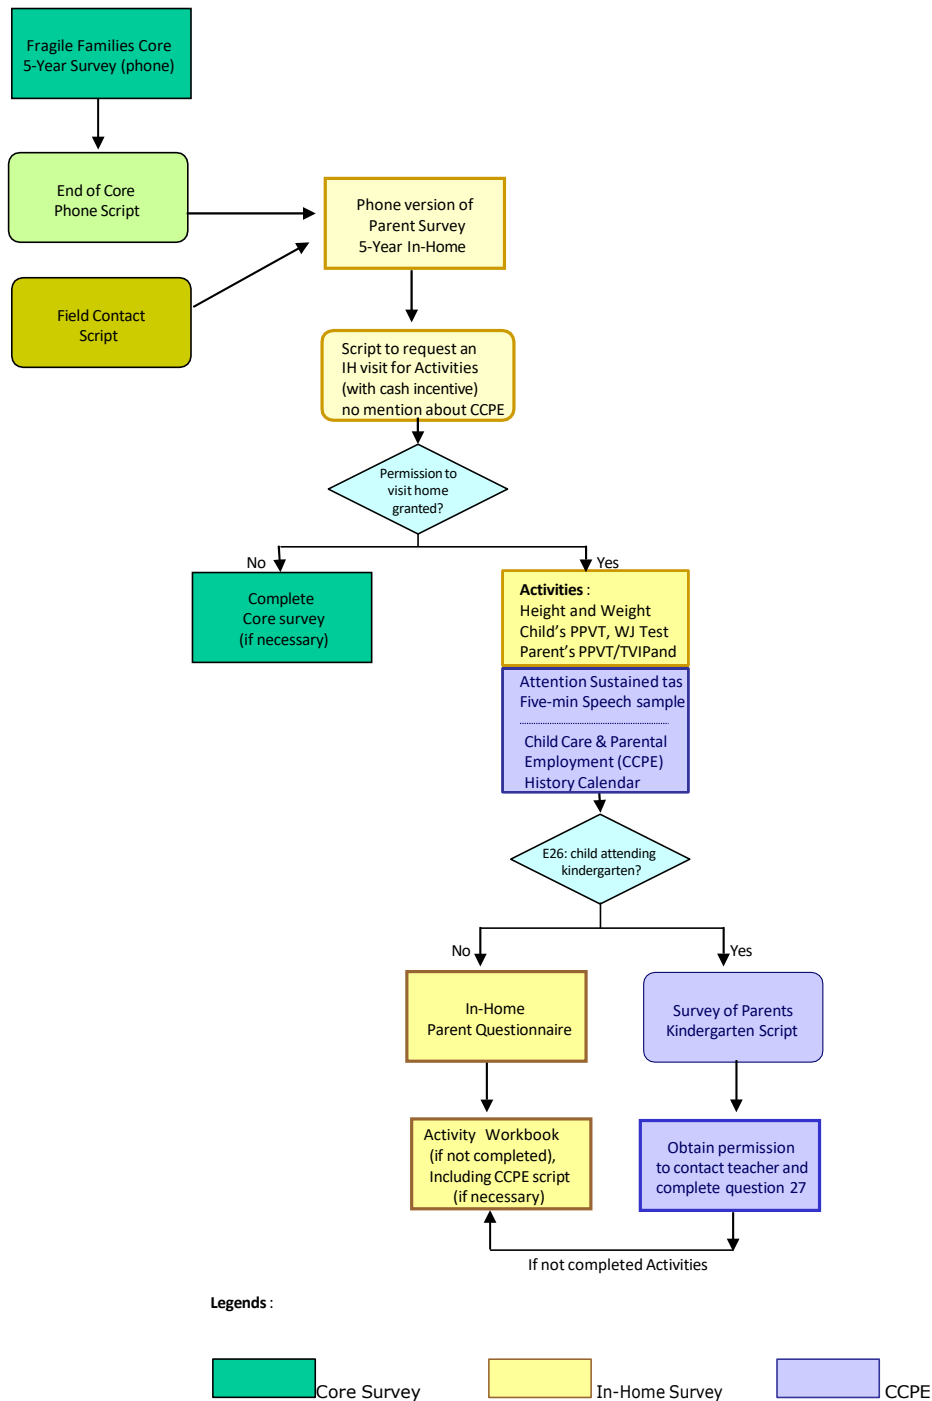 Fragile Families Core
5-Year Survey (phone)
End of Core
Phone Script
Phone version of
Parent Survey
5-Year In-Home
Field Contact
Script
Script to request an
IH visit for Activities
(with cash incentive)
no mention about CCPE
Permission to
visit home
granted?
No
Yes
Complete
Core survey
(if necessary)
Activities :
Height and Weight
Child's PPVT, WJ Test
Parent's PPVT/TVIPand
Attention Sustained tas
Five-min Speech sample
Child Care & Parental
Employment (CCPE)
History Calendar
E26: child attending
kindergarten?
No
Yes
In-Home
Parent Questionnaire
Survey of Parents
Kindergarten Script
Activity Workbook
(if not completed),
Including CCPE script
(if necessary)
Obtain permission
to contact teacher and
complete question 27
If not completed Activities
Legends :
Core Survey
In-Home Survey
CCPE